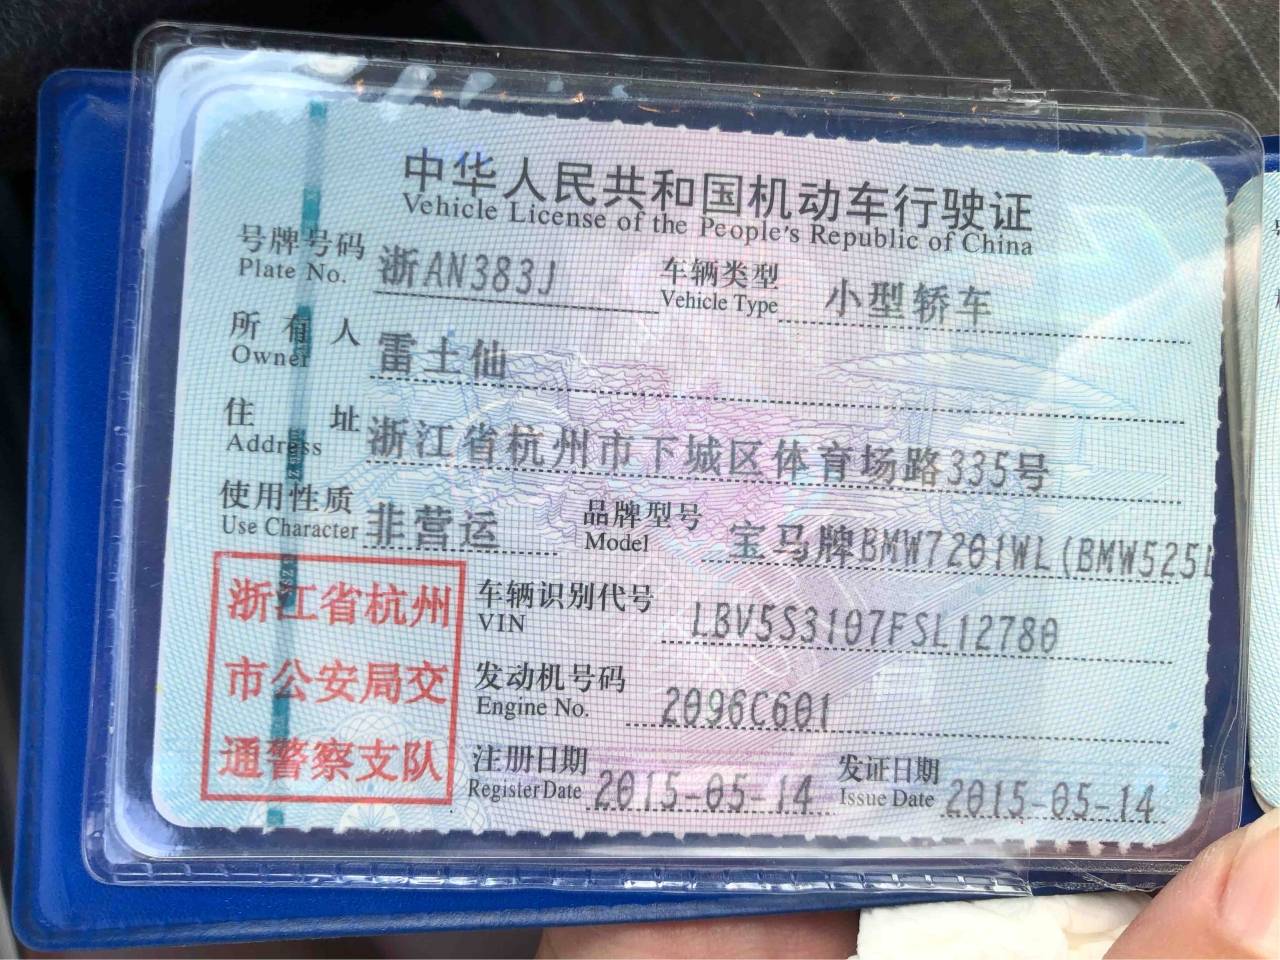 中华人民共和国机动车行驶证
Vehicle License of the People's Republic of China
号牌号码 浙AN383J 车辆类型 小型轿车
Plate No. Vehicle Type
所有人 雷土仙
Owner
住址 浙江省杭州市下城区体育场路335号
Address
使用性质 非营运 品牌型号 宝马牌BMW7201WL(BMW525L
Use Character Model
浙江省杭州
市公安局交
通警察支队
车辆识别代号 LBV5S3107FSL12780
VIN
发动机号码 2096C601
Engine No.
注册日期 2015-05-14 发证日期 2015-05-14
Register Date Issue Date